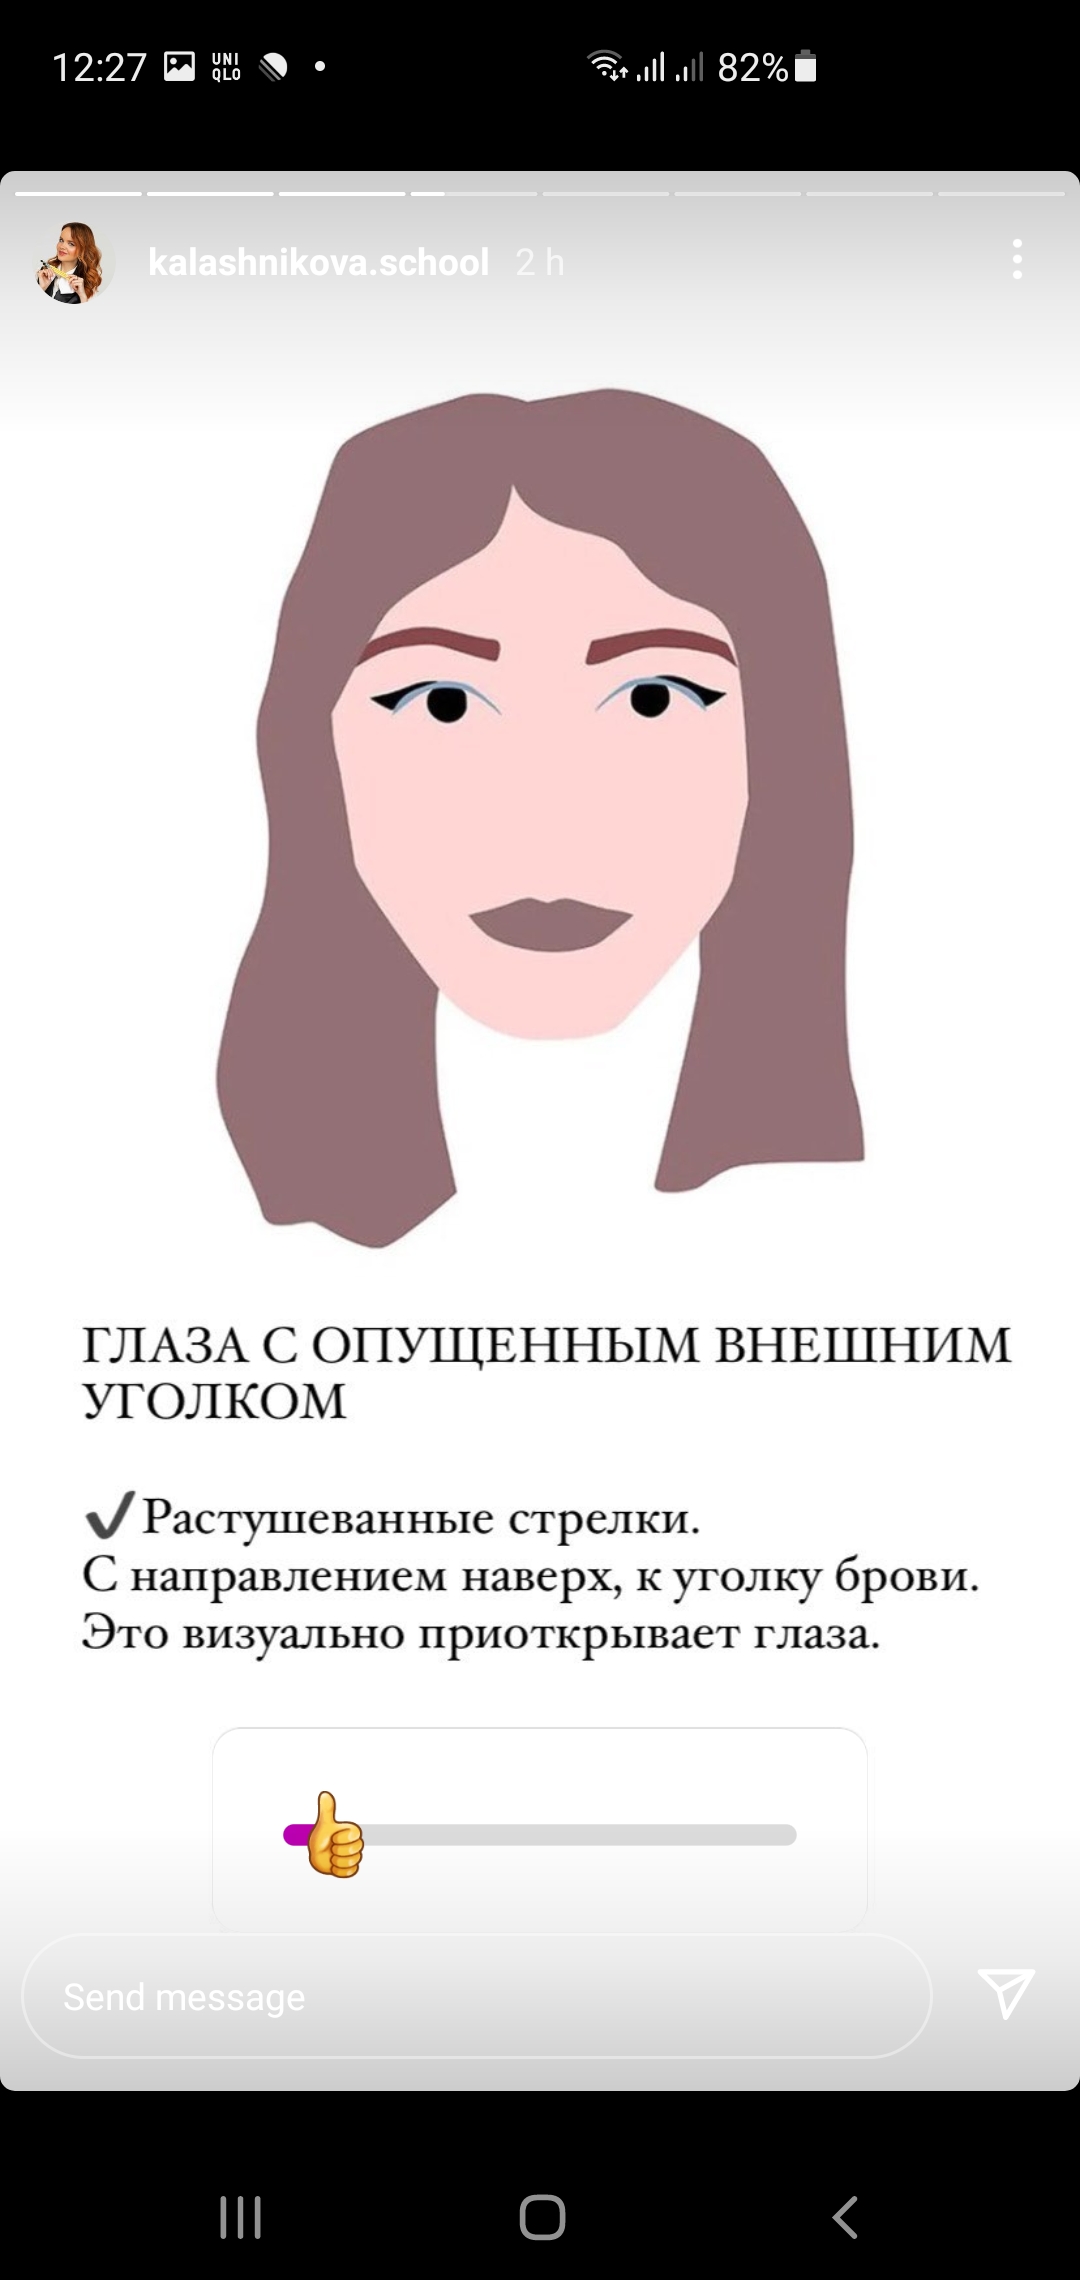 12:27 UNI QLO 82%
kalashnikova.school 2 h
ГЛАЗА С ОПУЩЕННЫМ ВНЕШНИМ
УГОЛКОМ
✔Растушеванные стрелки.
С направлением наверх, к уголку брови.
Это визуально приоткрывает глаза.
Send message